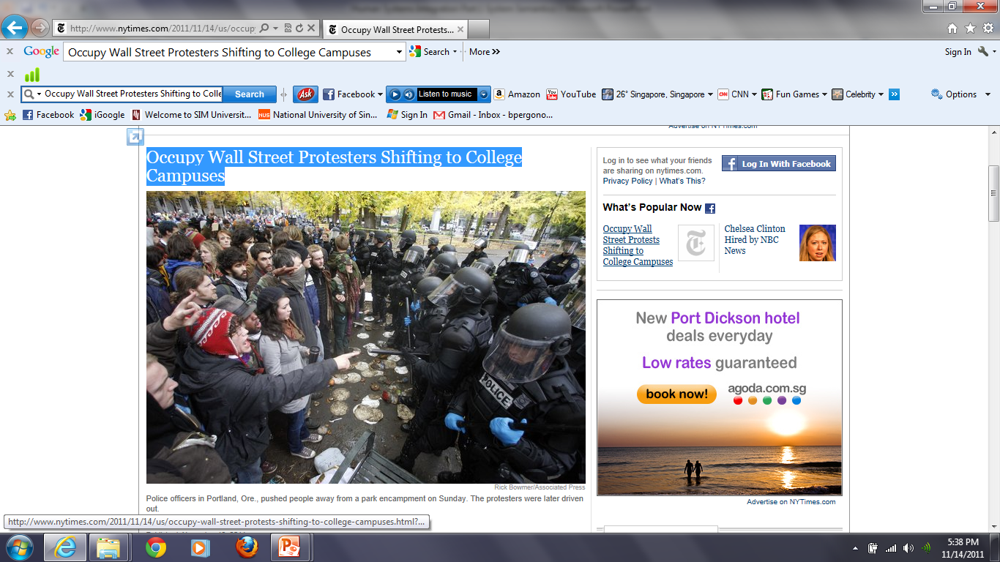 http://www.nytimes.com/2011/11/14/us/occupy
Occupy Wall Street Protests...
x Google Occupy Wall Street Protesters Shifting to College Campuses Search More Sign In
x
x Occupy Wall Street Protesters Shifting to Colle Search Ask Facebook Listen to music Amazon YouTube 26° Singapore, Singapore CNN Fun Games Celebrity Options
Facebook iGoogle Welcome to SIM Universit... NUS National University of Sin... Sign In Gmail - Inbox - bpergono...
Advertise on NYTimes.com
Occupy Wall Street Protesters Shifting to College
Campuses
POLICE
POLICE
Rick Bowmer/Associated Press
Police officers in Portland, Ore., pushed people away from a park encampment on Sunday. The protesters were later driven
out.
Log in to see what your friends
are sharing on nytimes.com.
Privacy Policy | What's This?
Log In With Facebook
What's Popular Now
Occupy Wall
Street Protests
Shifting to
College Campuses
Chelsea Clinton
Hired by NBC
News
New Port Dickson hotel
deals everyday
Low rates guaranteed
book now!
agoda.com.sg
Advertise on NYTimes.com
http://www.nytimes.com/2011/11/14/us/occupy-wall-street-protests-shifting-to-college-campuses.html?...
5:38 PM
11/14/2011